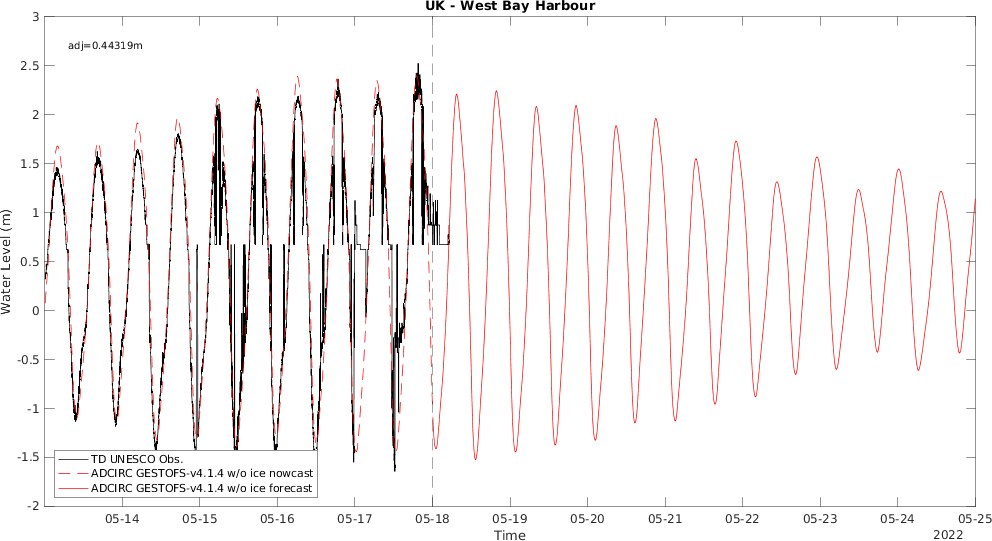 UK - West Bay Harbour
adj=0.44319m
3
2.5
2
1.5
1
0.5
0
-0.5
-1
-1.5
-2
Water Level (m)
TD UNESCO Obs.
ADCIRC GESTOFS-v4.1.4 w/o ice nowcast
ADCIRC GESTOFS-v4.1.4 w/o ice forecast
05-14 05-15 05-16 05-17 05-18 05-19 05-20 05-21 05-22 05-23 05-24 05-25
Time
2022